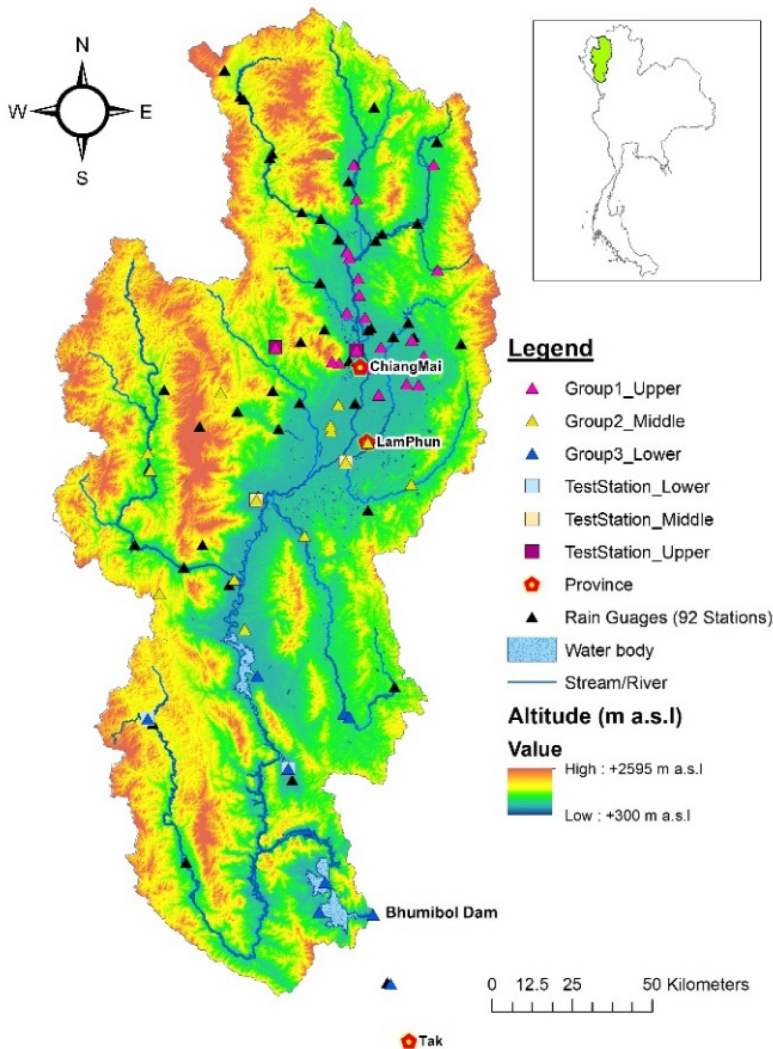 N
W
E
S
ChiangMai
LamPhun
Legend
Group1_Upper
Group2_Middle
Group3_Lower
TestStation_Lower
TestStation_Middle
TestStation_Upper
Province
Rain Guages (92 Stations)
Water body
Stream/River
Altitude (m a.s.l)
Value
High : +2595 m a.s.l
Low : +300 m a.s.l
Bhumibol Dam
0 12.5 25 50 Kilometers
Tak